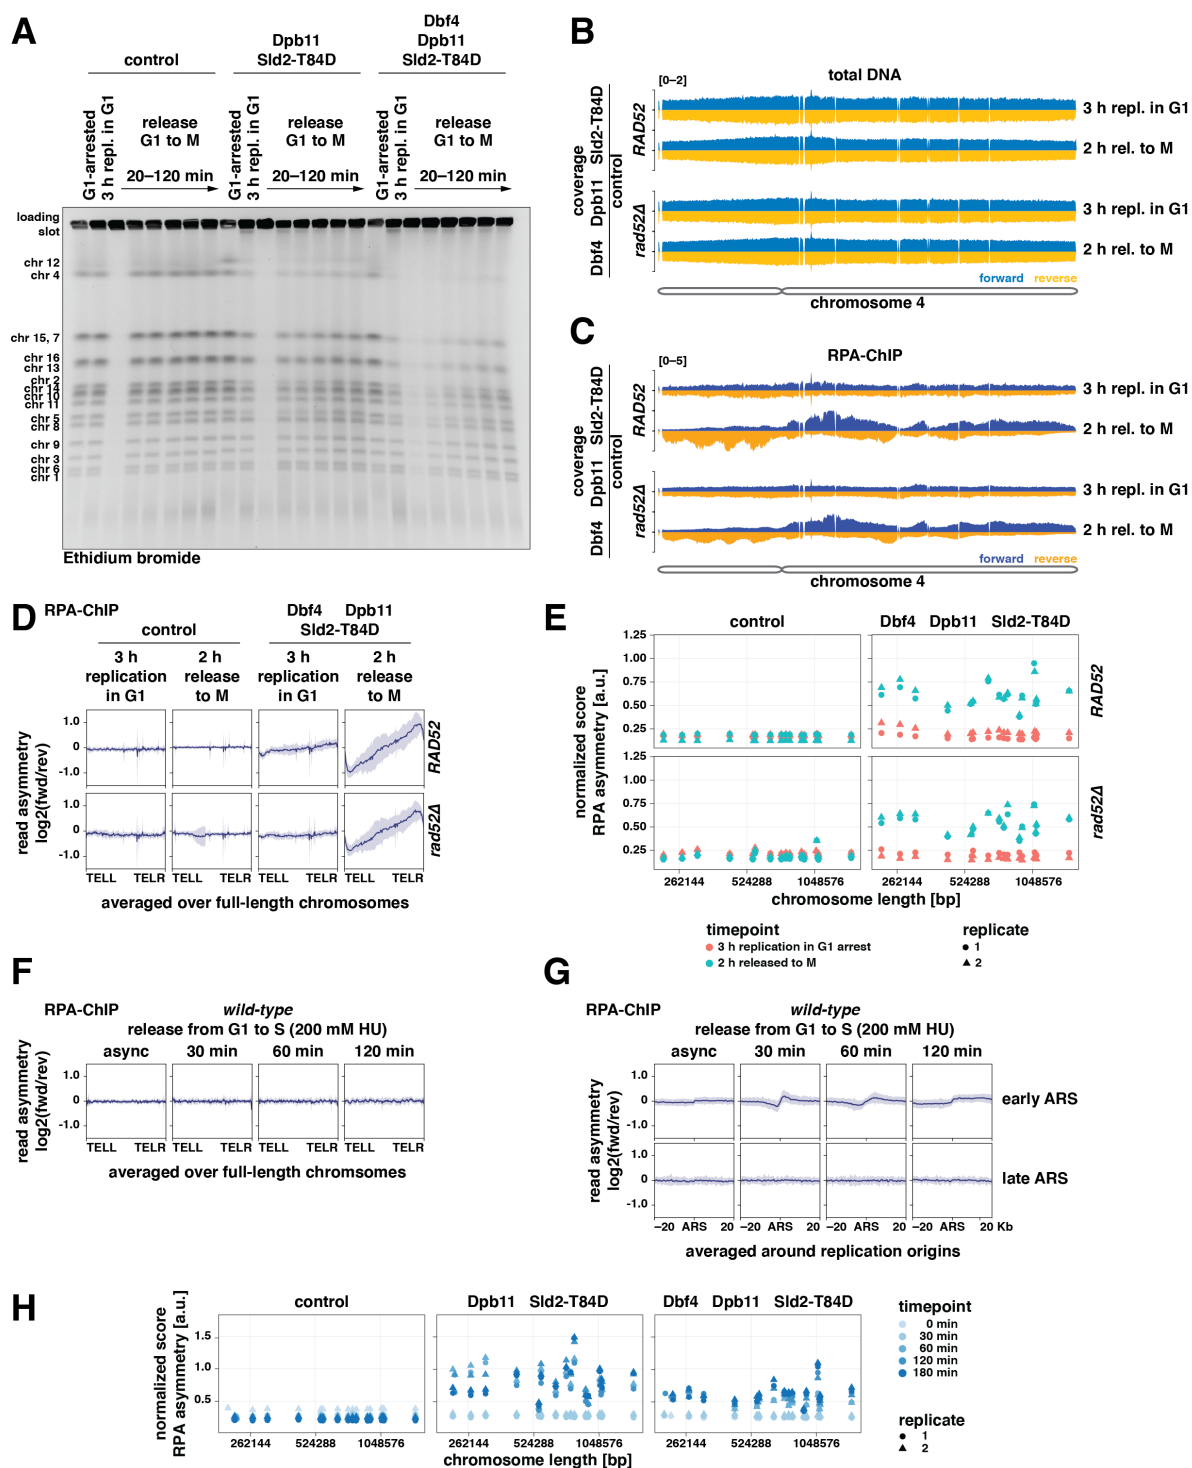 A
control
Dpb11
Sld2-T84D
Dbf4
Dpb11
Sld2-T84D
G1-arrested
3 h repl. in G1
release
G1 to M
20–120 min
G1-arrested
3 h repl. in G1
release
G1 to M
20–120 min
G1-arrested
3 h repl. in G1
release
G1 to M
20–120 min
loading
slot
chr 12
chr 4
chr 15, 7
chr 16
chr 13
chr 2
chr 14
chr 10
chr 11
chr 5
chr 8
chr 9
chr 3
chr 6
chr 1
Ethidium bromide
B
[0–2]
total DNA
coverage
Dbf4 Dpb11 Sld2-T84D
control
RAD52
rad52Δ
3 h repl. in G1
2 h rel. to M
3 h repl. in G1
2 h rel. to M
forward reverse
chromosome 4
C
[0–5]
RPA-ChIP
coverage
Dbf4 Dpb11 Sld2-T84D
control
RAD52
rad52Δ
3 h repl. in G1
2 h rel. to M
3 h repl. in G1
2 h rel. to M
forward reverse
chromosome 4
D
RPA-ChIP
control
Dbf4 Dpb11
Sld2-T84D
3 h
replication
in G1
2 h
release
to M
3 h
replication
in G1
2 h
release
to M
read asymmetry
log2(fwd/rev)
1.0
0
-1.0
RAD52
1.0
0
-1.0
rad52Δ
TELL TELR TELL TELR TELL TELR TELL TELR
averaged over full-length chromosomes
E
control
Dbf4 Dpb11 Sld2-T84D
normalized score
RPA asymmetry [a.u.]
1.25
1.00
0.75
0.50
0.25
RAD52
1.25
0.75
0.50
0.25
rad52Δ
262144 524288 1048576 262144 524288 1048576
chromosome length [bp]
timepoint
3 h replication in G1 arrest
2 h released to M
replicate
1
2
F
RPA-ChIP
wild-type
release from G1 to S (200 mM HU)
async 30 min 60 min 120 min
read asymmetry
log2(fwd/rev)
1.0
0
-1.0
TELL TELR TELL TELR TELL TELR TELL TELR
averaged over full-length chromsomes
G
RPA-ChIP
wild-type
release from G1 to S (200 mM HU)
async 30 min 60 min 120 min
read asymmetry
log2(fwd/rev)
1.0
0
-1.0
early ARS
1.0
0
-1.0
late ARS
−20 ARS 20 −20 ARS 20 −20 ARS 20 −20 ARS 20 Kb
averaged around replication origins
H
control
Dpb11 Sld2-T84D
Dbf4 Dpb11 Sld2-T84D
normalized score
RPA asymmetry [a.u.]
1.5
1.0
0.5
262144 524288 1048576 262144 524288 1048576 262144 524288 1048576
chromosome length [bp]
timepoint
0 min
30 min
60 min
120 min
180 min
replicate
1
2